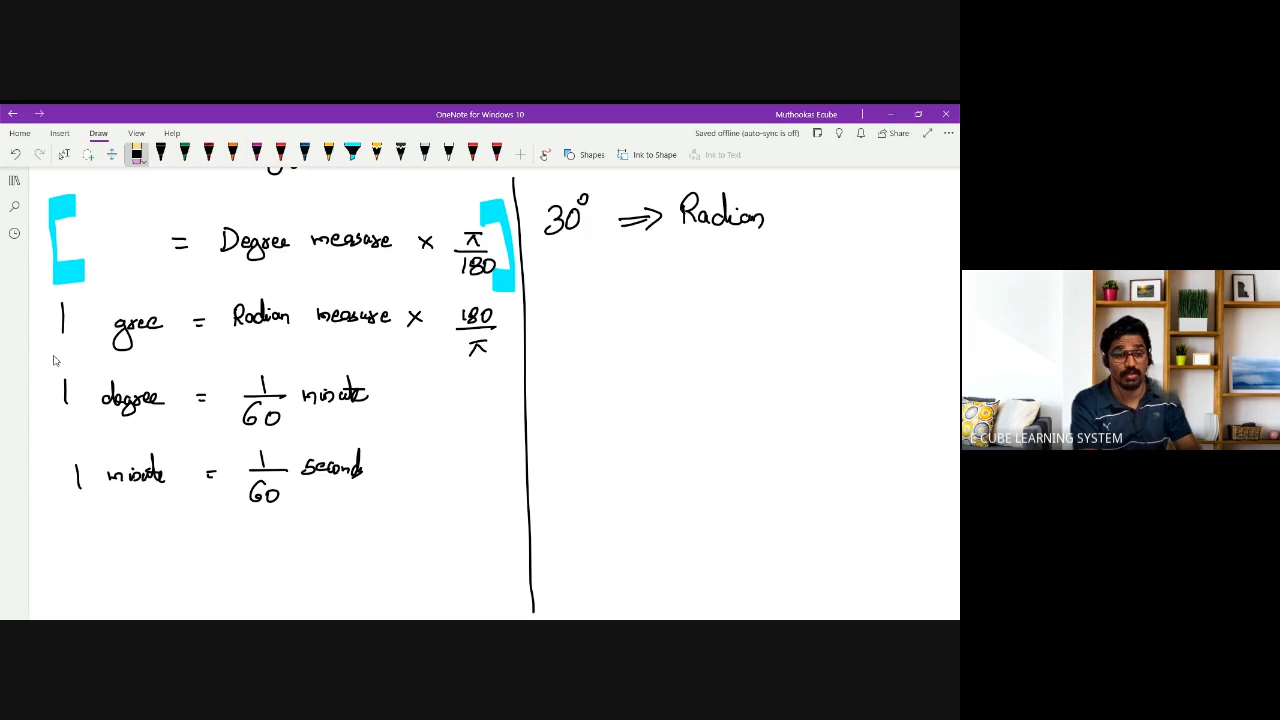 OneNote for Windows 10
Muthookas Ecube
Home Insert Draw View Help
Saved offline (auto-sync is off)
Share
Shapes
Ink to Shape
Ink to Text
= Degree measure × π/180
1 gree = Radian measure × 180/π
1 degree = 1/60 minute
1 minute = 1/60 second
30° ⇒ Radian
E CUBE LEARNING SYSTEM